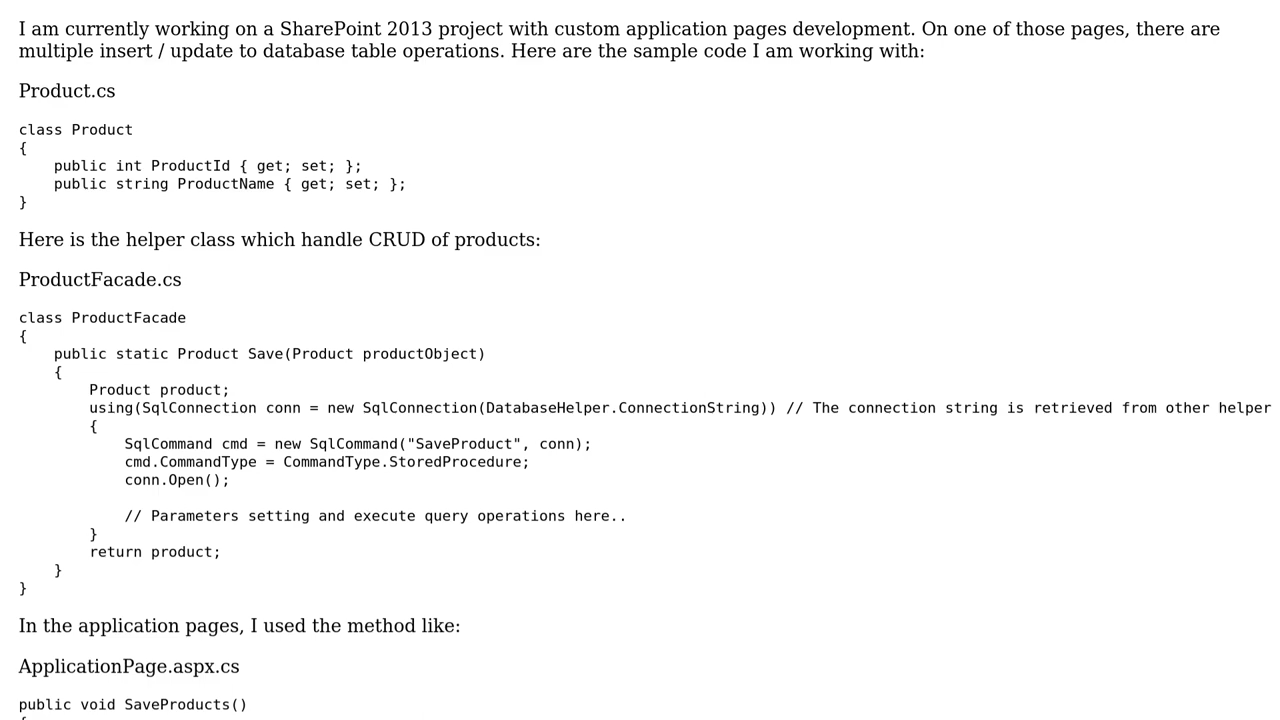 I am currently working on a SharePoint 2013 project with custom application pages development. On one of those pages, there are
multiple insert / update to database table operations. Here are the sample code I am working with:
Product.cs
class Product
{
    public int ProductId { get; set; };
    public string ProductName { get; set; };
}
Here is the helper class which handle CRUD of products:
ProductFacade.cs
class ProductFacade
{
    public static Product Save(Product productObject)
    {
        Product product;
        using(SqlConnection conn = new SqlConnection(DatabaseHelper.ConnectionString)) // The connection string is retrieved from other helper
        {
            SqlCommand cmd = new SqlCommand("SaveProduct", conn);
            cmd.CommandType = CommandType.StoredProcedure;
            conn.Open();
            // Parameters setting and execute query operations here..
        }
        return product;
    }
}
In the application pages, I used the method like:
ApplicationPage.aspx.cs
public void SaveProducts()
{